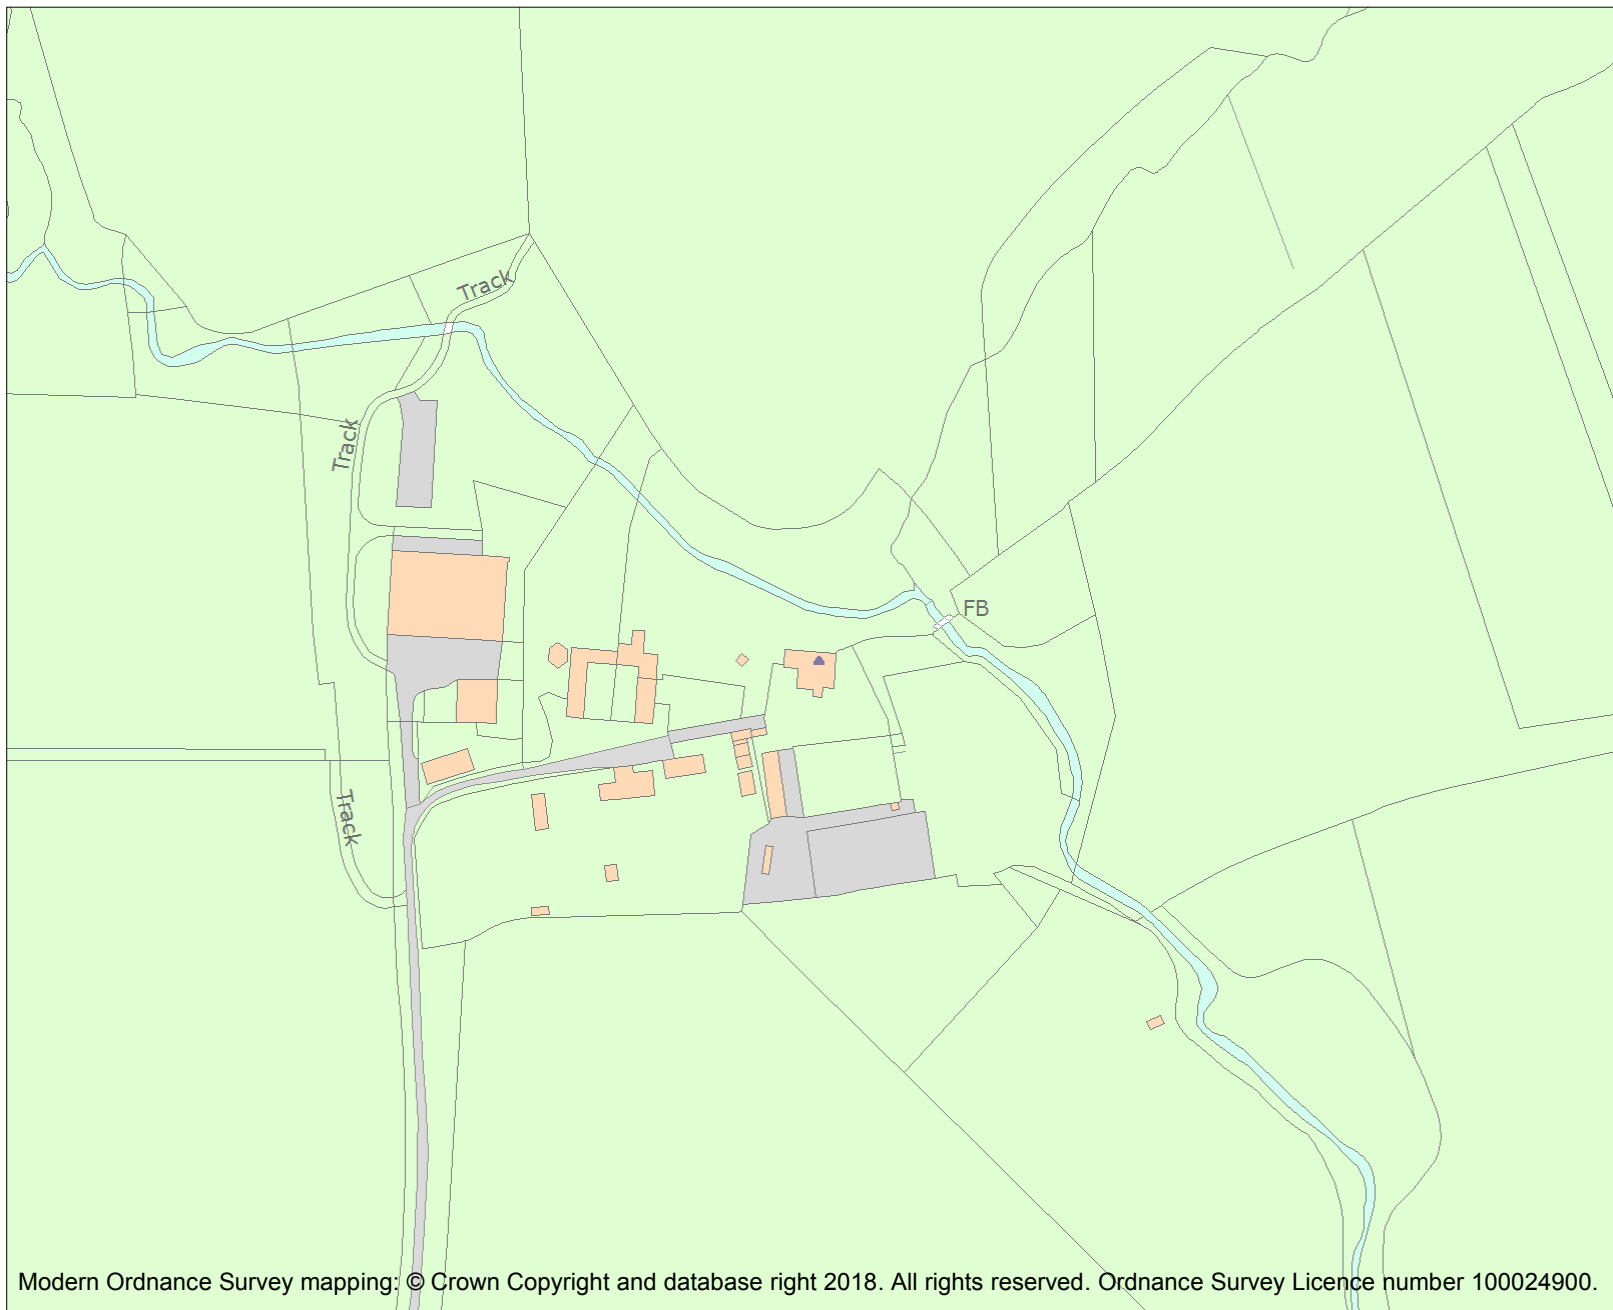 Track
Track
FB
Track
Modern Ordnance Survey mapping: © Crown Copyright and database right 2018. All rights reserved. Ordnance Survey Licence number 100024900.